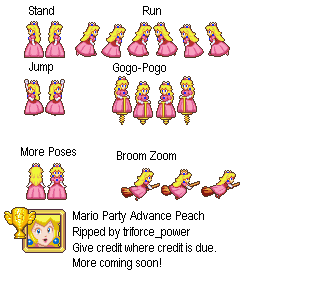 Stand
Run
Jump
Gogo-Pogo
More Poses
Broom Zoom
Mario Party Advance Peach
Ripped by triforce_power
Give credit where credit is due.
More coming soon!